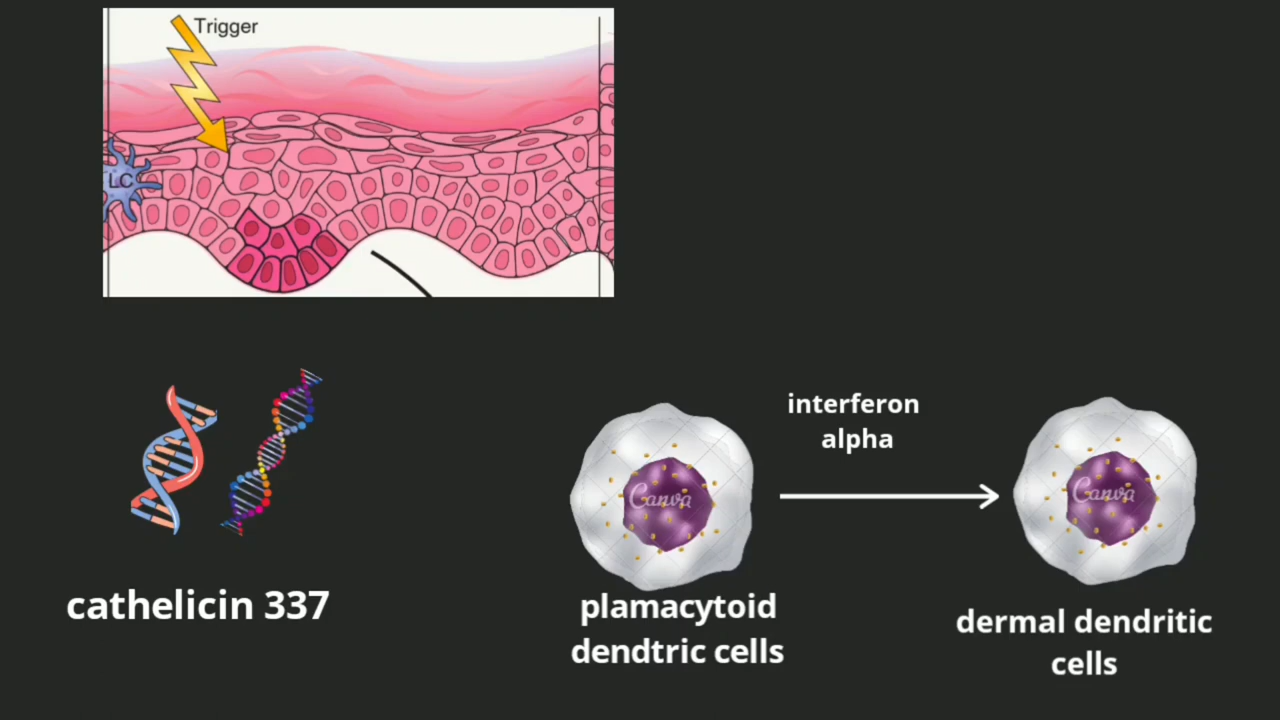 Trigger
LC
interferon
alpha
Canva
Canva
cathelicin 337
plamacytoid
dendtric cells
dermal dendritic
cells